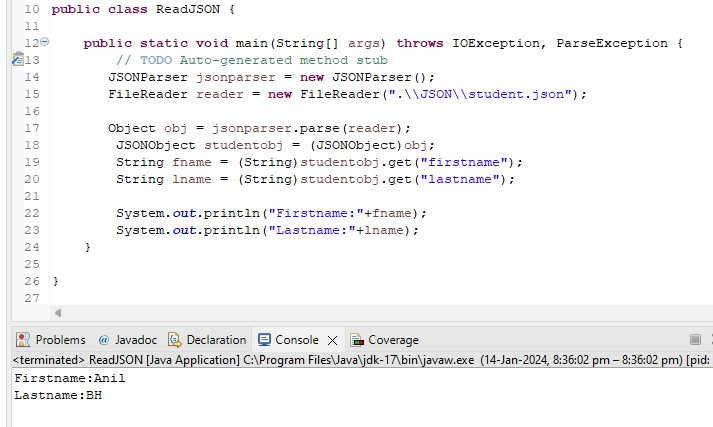 10 public class ReadJSON {
11
12 public static void main(String[] args) throws IOException, ParseException {
13 // TODO Auto-generated method stub
14 JSONParser jsonparser = new JSONParser();
15 FileReader reader = new FileReader(".\\JSON\\student.json");
16
17 Object obj = jsonparser.parse(reader);
18 JSONObject studentobj = (JSONObject)obj;
19 String fname = (String)studentobj.get("firstname");
20 String lname = (String)studentobj.get("lastname");
21
22 System.out.println("Firstname:"+fname);
23 System.out.println("Lastname:"+lname);
24 }
25
26 }
27
Problems @ Javadoc Declaration Console Coverage
<terminated> ReadJSON [Java Application] C:\Program Files\Java\jdk-17\bin\javaw.exe (14-Jan-2024, 8:36:02 pm – 8:36:02 pm) [pid:
Firstname:Anil
Lastname:BH